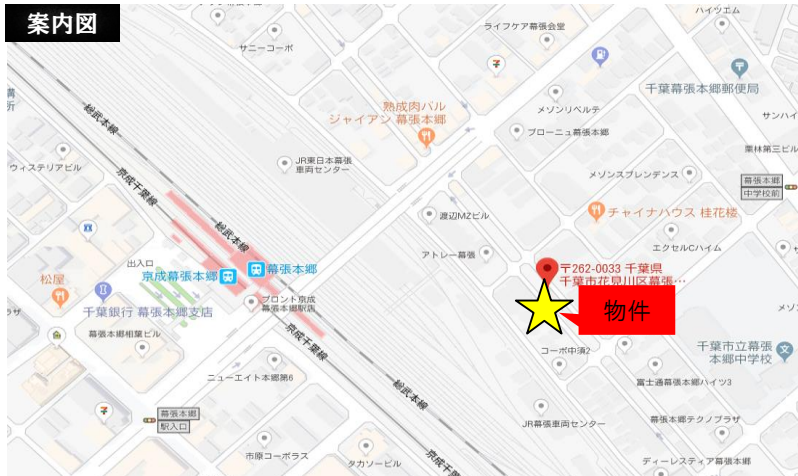 案内図
ハイツエム
ライフケア幕張会堂
サニーコーポ
千葉幕張本郷郵便局
熟成肉バル
ジャイアン 幕張本郷
メゾンリベルテ
サンハイ
ブローニュ幕張本郷
総武本線
栗林第三ビル
JR東日本幕張
車両センター
ウィステリアビル
京成千葉線
メゾンスプレンデンス
幕張本郷
中学校前
渡辺MZビル
チャイナハウス 桂花楼
総武本線
エクセルCハイム
アトレー幕張
出入口
京成幕張本郷
幕張本郷
〒262-0033 千葉県
千葉市花見川区幕張…
松屋
千葉銀行 幕張本郷支店
ブロント京成
幕張本郷駅店
物件
ラザ
メゾン
幕張本郷相葉ビル
京成千葉線
コーポ中須2
千葉市立幕張
本郷中学校
ニューエイト本郷第6
富士通幕張本郷ハイツ3
総武本線
幕張本郷
駅入口
JR幕張車両センター
幕張本郷テクノプラザ
市原コーポラス
タカソービル
京成千葉線
ディーレスティア幕張本郷